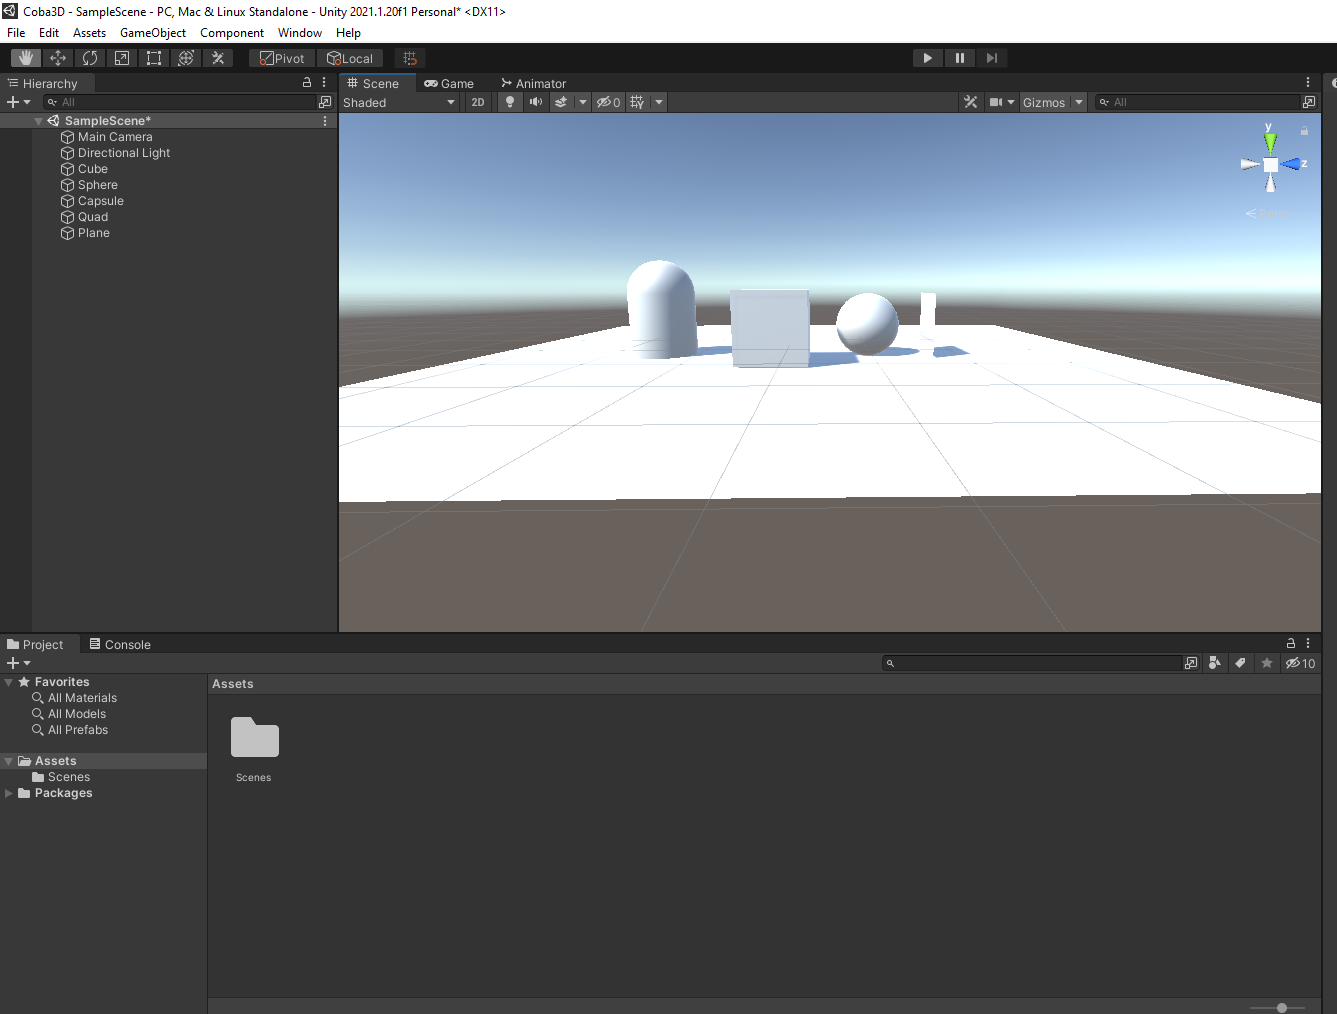 Coba3D - SampleScene - PC, Mac & Linux Standalone - Unity 2021.1.20f1 Personal* <DX11>
File Edit Assets GameObject Component Window Help
Pivot Local
Hierarchy
All
SampleScene*
Main Camera
Directional Light
Cube
Sphere
Capsule
Quad
Plane
Scene Game Animator
Shaded 2D 0 Gizmos All
y
z
Project Console
10
Favorites
All Materials
All Models
All Prefabs
Assets
Scenes
Packages
Assets
Scenes